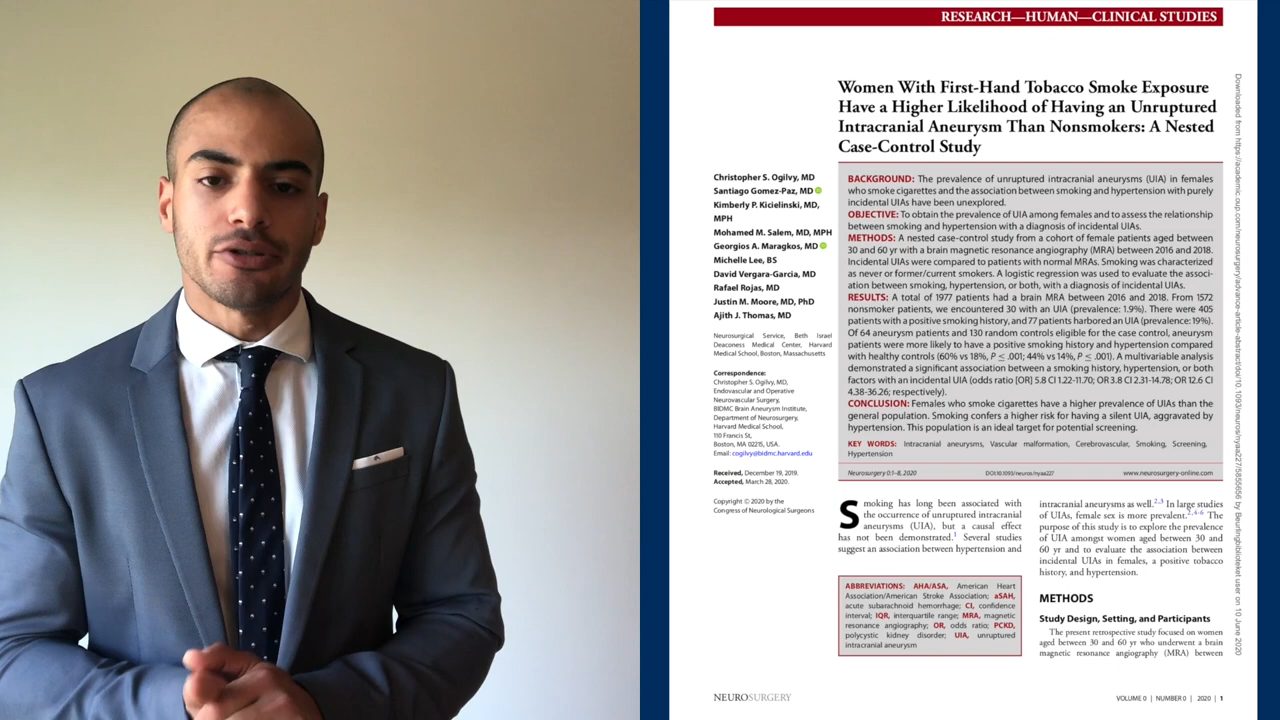 RESEARCH—HUMAN—CLINICAL STUDIES
Women With First-Hand Tobacco Smoke Exposure
Have a Higher Likelihood of Having an Unruptured
Intracranial Aneurysm Than Nonsmokers: A Nested
Case-Control Study
Christopher S. Ogilvy, MD
Santiago Gomez-Paz, MD
Kimberly P. Kicielinski, MD,
MPH
Mohamed M. Salem, MD, MPH
Georgios A. Maragkos, MD
Michelle Lee, BS
David Vergara-Garcia, MD
Rafael Rojas, MD
Justin M. Moore, MD, PhD
Ajith J. Thomas, MD
Neurosurgical Service, Beth Israel
Deaconess Medical Center, Harvard
Medical School, Boston, Massachusetts
Correspondence:
Christopher S. Ogilvy, MD,
Endovascular and Operative
Neurovascular Surgery,
BIDMC Brain Aneurysm Institute,
Department of Neurosurgery,
Harvard Medical School,
110 Francis St,
Boston, MA 02215, USA.
Email: cogilvy@bidmc.harvard.edu
Received, December 19, 2019.
Accepted, March 28, 2020.
Copyright © 2020 by the
Congress of Neurological Surgeons
BACKGROUND: The prevalence of unruptured intracranial aneurysms (UIA) in females
who smoke cigarettes and the association between smoking and hypertension with purely
incidental UIAs have been unexplored.
OBJECTIVE: To obtain the prevalence of UIA among females and to assess the relationship
between smoking and hypertension with a diagnosis of incidental UIAs.
METHODS: A nested case-control study from a cohort of female patients aged between
30 and 60 yr with a brain magnetic resonance angiography (MRA) between 2016 and 2018.
Incidental UIAs were compared to patients with normal MRAs. Smoking was characterized
as never or former/current smokers. A logistic regression was used to evaluate the associ-
ation between smoking, hypertension, or both, with a diagnosis of incidental UIAs.
RESULTS: A total of 1977 patients had a brain MRA between 2016 and 2018. From 1572
nonsmoker patients, we encountered 30 with an UIA (prevalence: 1.9%). There were 405
patients with a positive smoking history, and 77 patients harbored an UIA (prevalence: 19%).
Of 64 aneurysm patients and 130 random controls eligible for the case control, aneurysm
patients were more likely to have a positive smoking history and hypertension compared
with healthy controls (60% vs 18%, P ≤ .001; 44% vs 14%, P ≤ .001). A multivariable analysis
demonstrated a significant association between a smoking history, hypertension, or both
factors with an incidental UIA (odds ratio [OR] 5.8 CI 1.22-11.70; OR 3.8 CI 2.31-14.78; OR 12.6 CI
4.38-36.26; respectively).
CONCLUSION: Females who smoke cigarettes have a higher prevalence of UIAs than the
general population. Smoking confers a higher risk for having a silent UIA, aggravated by
hypertension. This population is an ideal target for potential screening.
KEY WORDS: Intracranial aneurysms, Vascular malformation, Cerebrovascular, Smoking, Screening,
Hypertension
Neurosurgery 0:1–8, 2020
DOI:10.1093/neuros/nyaa227
www.neurosurgery-online.com
Smoking has long been associated with
the occurrence of unruptured intracranial
aneurysms (UIA), but a causal effect
has not been demonstrated.1 Several studies
suggest an association between hypertension and
ABBREVIATIONS: AHA/ASA, American Heart
Association/American Stroke Association; aSAH,
acute subarachnoid hemorrhage; CI, confidence
interval; IQR, interquartile range; MRA, magnetic
resonance angiography; OR, odds ratio; PCKD,
polycystic kidney disorder; UIA, unruptured
intracranial aneurysm
intracranial aneurysms as well.2,3 In large studies
of UIAs, female sex is more prevalent.2,4-6 The
purpose of this study is to explore the prevalence
of UIA amongst women aged between 30 and
60 yr and to evaluate the association between
incidental UIAs in females, a positive tobacco
history, and hypertension.
METHODS
Study Design, Setting, and Participants
The present retrospective study focused on women
aged between 30 and 60 yr who underwent a brain
magnetic resonance angiography (MRA) between
NEUROSURGERY
VOLUME 0 | NUMBER 0 | 2020 | 1
Downloaded from https://academic.oup.com/neurosurgery/advance-article-abstract/doi/10.1093/neuros/nyaa227/5855656 by Beurlingbiblioteket user on 10 June 2020